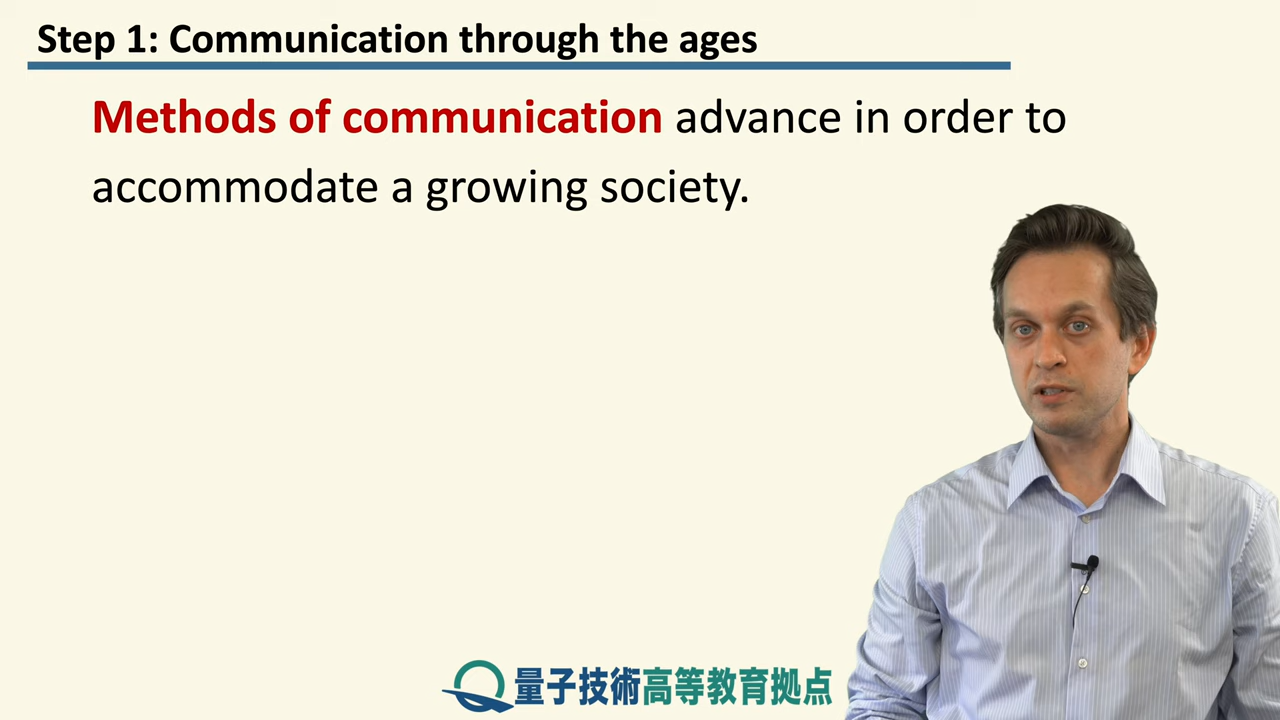 Step 1: Communication through the ages
Methods of communication advance in order to
accommodate a growing society.
量子技術高等教育拠点